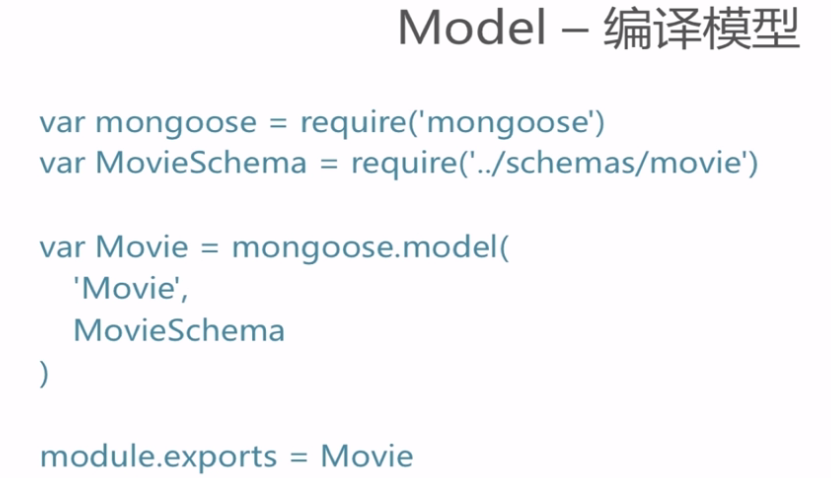 Model – 编译模型
var mongoose = require('mongoose')
var MovieSchema = require('../schemas/movie')
var Movie = mongoose.model(
'Movie',
MovieSchema
)
module.exports = Movie